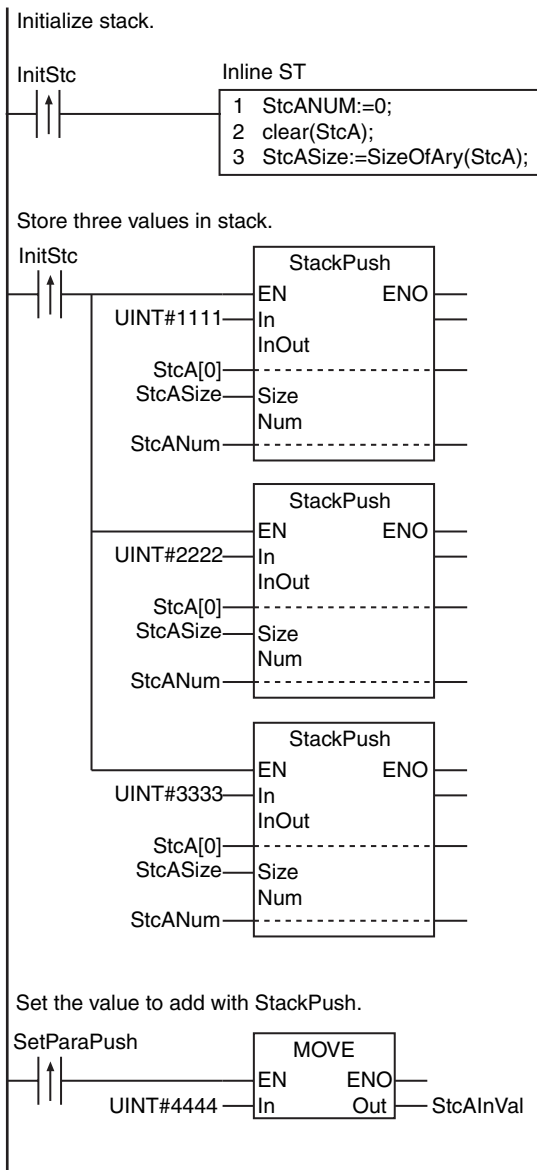 Initialize stack.
InitStc
Inline ST
1 StcANUM:=0;
2 clear(StcA);
3 StcASize:=SizeOfAry(StcA);
Store three values in stack.
InitStc
StackPush
EN ENO
UINT#1111 In
InOut
StcA[0]
StcASize Size
Num
StcANum
StackPush
EN ENO
UINT#2222 In
InOut
StcA[0]
StcASize Size
Num
StcANum
StackPush
EN ENO
UINT#3333 In
InOut
StcA[0]
StcASize Size
Num
StcANum
Set the value to add with StackPush.
SetParaPush
MOVE
EN ENO
UINT#4444 In Out StcAInVal